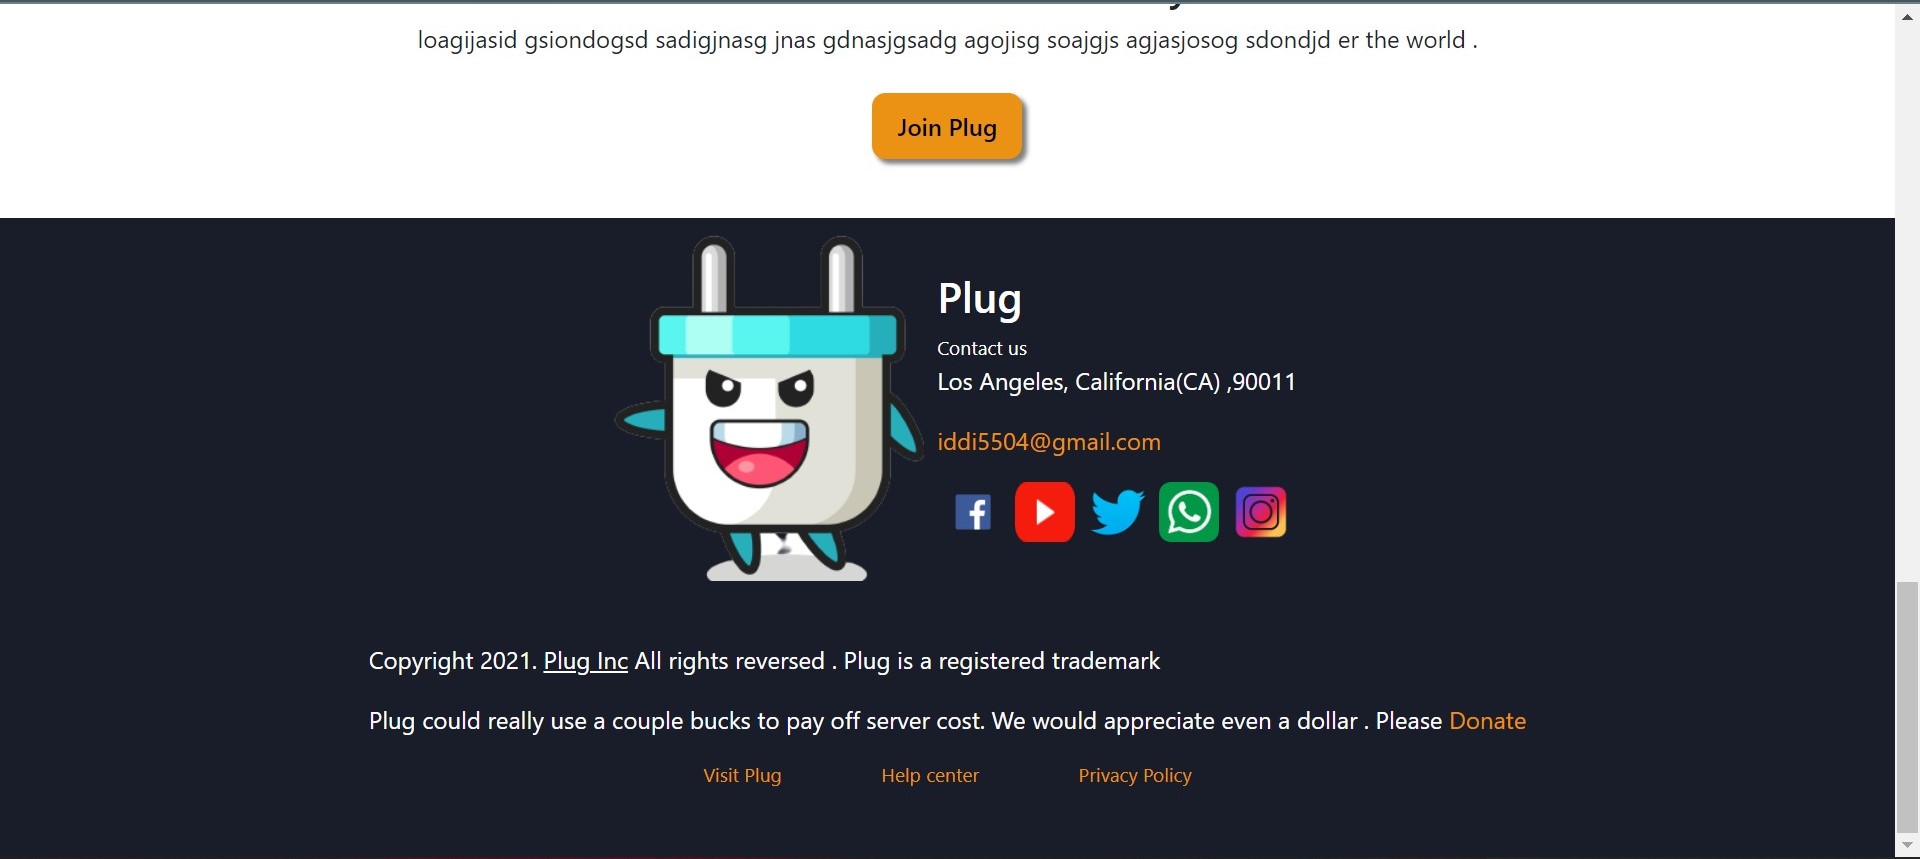 loagijasid gsiondogsd sadigjnasg jnas gdnasjgsadg agojisg soajgjs agjasjosog sdondjd er the world .
Join Plug
Plug
Contact us
Los Angeles, California(CA) ,90011
iddi5504@gmail.com
Copyright 2021. Plug Inc All rights reversed . Plug is a registered trademark
Plug could really use a couple bucks to pay off server cost. We would appreciate even a dollar . Please Donate
Visit Plug Help center Privacy Policy